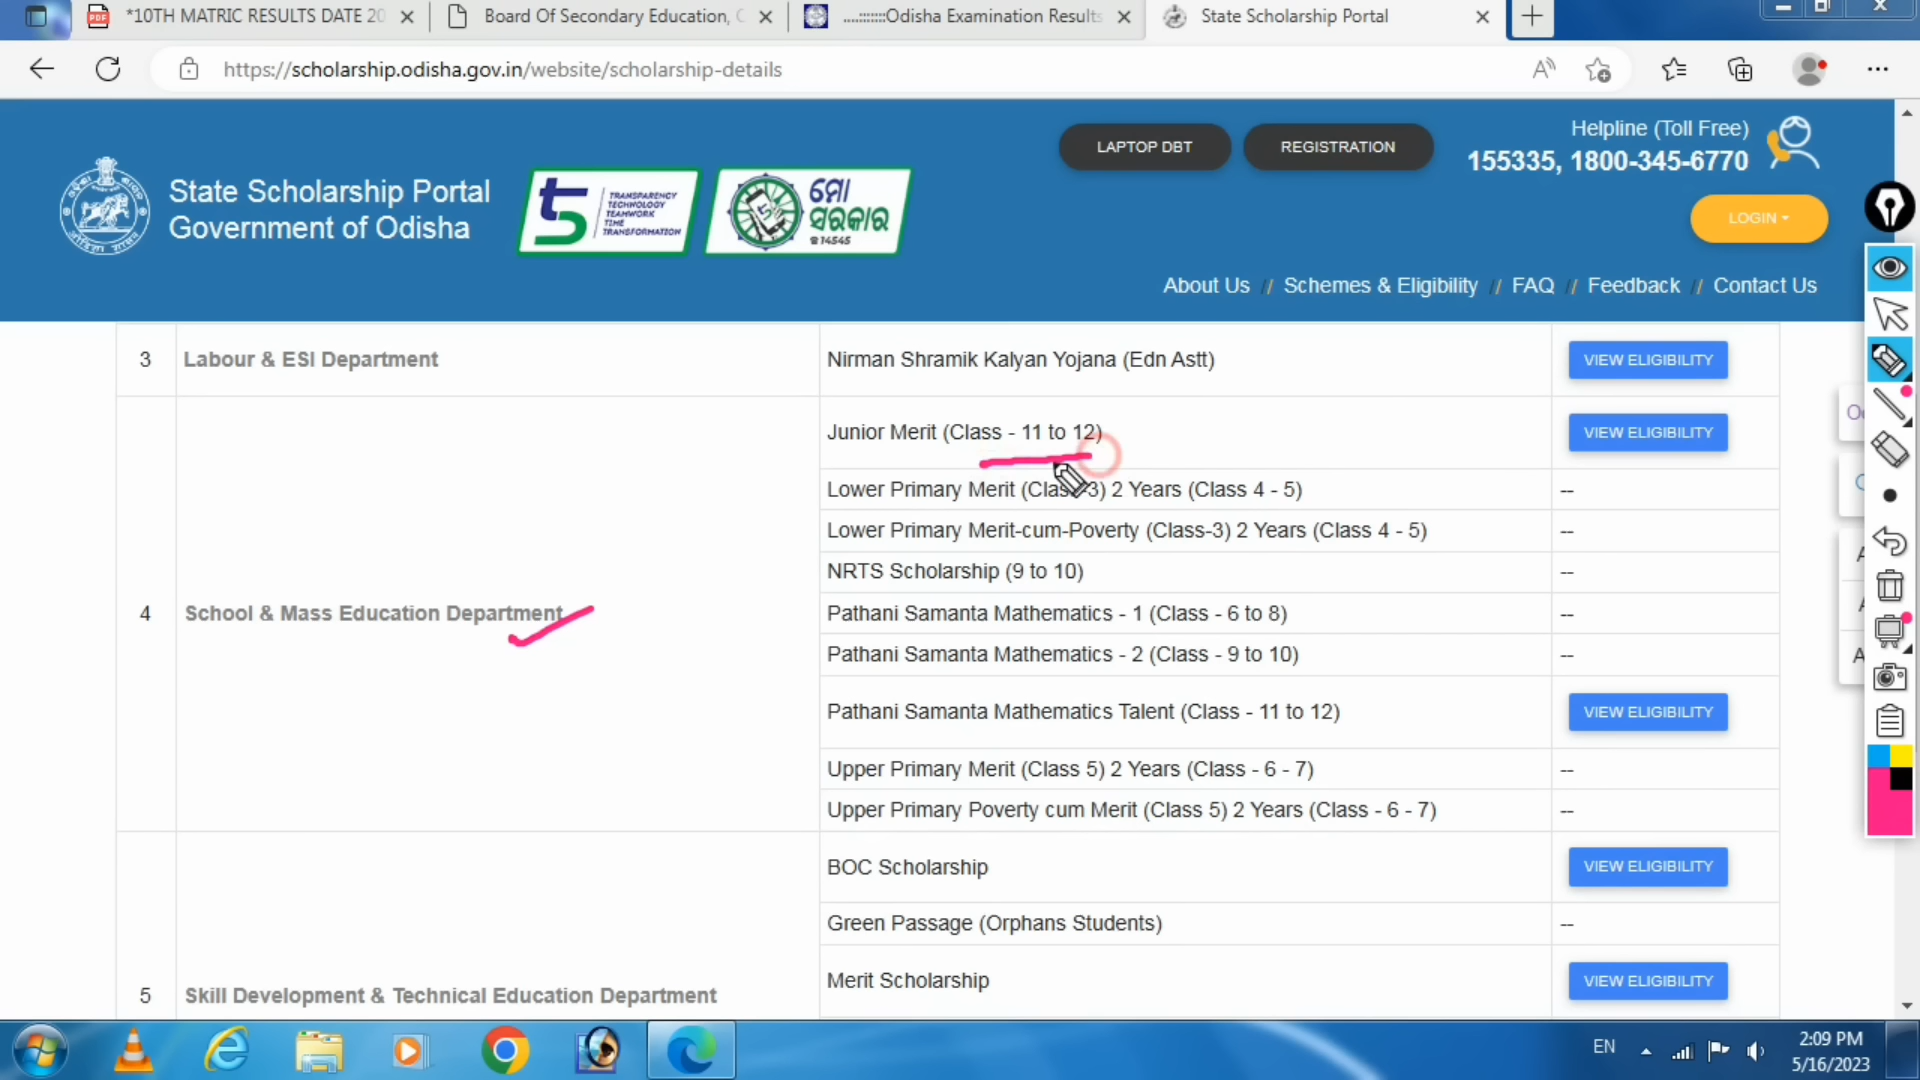 *10TH MATRIC RESULTS DATE 20
Board Of Secondary Education,
...::::::::Odisha Examination Results
State Scholarship Portal
https://scholarship.odisha.gov.in/website/scholarship-details
LAPTOP DBT
REGISTRATION
Helpline (Toll Free)
155335, 1800-345-6770
State Scholarship Portal
Government of Odisha
TRANSPARENCY
TECHNOLOGY
TEAMWORK
TIME
TRANSFORMATION
ମୋ
ସରକାର
14545
LOGIN
About Us // Schemes & Eligibility // FAQ // Feedback // Contact Us
3 Labour & ESI Department Nirman Shramik Kalyan Yojana (Edn Astt) VIEW ELIGIBILITY
Junior Merit (Class - 11 to 12) VIEW ELIGIBILITY
Lower Primary Merit (Class-3) 2 Years (Class 4 - 5) --
Lower Primary Merit-cum-Poverty (Class-3) 2 Years (Class 4 - 5) --
NRTS Scholarship (9 to 10) --
4 School & Mass Education Department Pathani Samanta Mathematics - 1 (Class - 6 to 8) --
Pathani Samanta Mathematics - 2 (Class - 9 to 10) --
Pathani Samanta Mathematics Talent (Class - 11 to 12) VIEW ELIGIBILITY
Upper Primary Merit (Class 5) 2 Years (Class - 6 - 7) --
Upper Primary Poverty cum Merit (Class 5) 2 Years (Class - 6 - 7) --
BOC Scholarship VIEW ELIGIBILITY
Green Passage (Orphans Students) --
Merit Scholarship VIEW ELIGIBILITY
5 Skill Development & Technical Education Department
EN
2:09 PM
5/16/2023